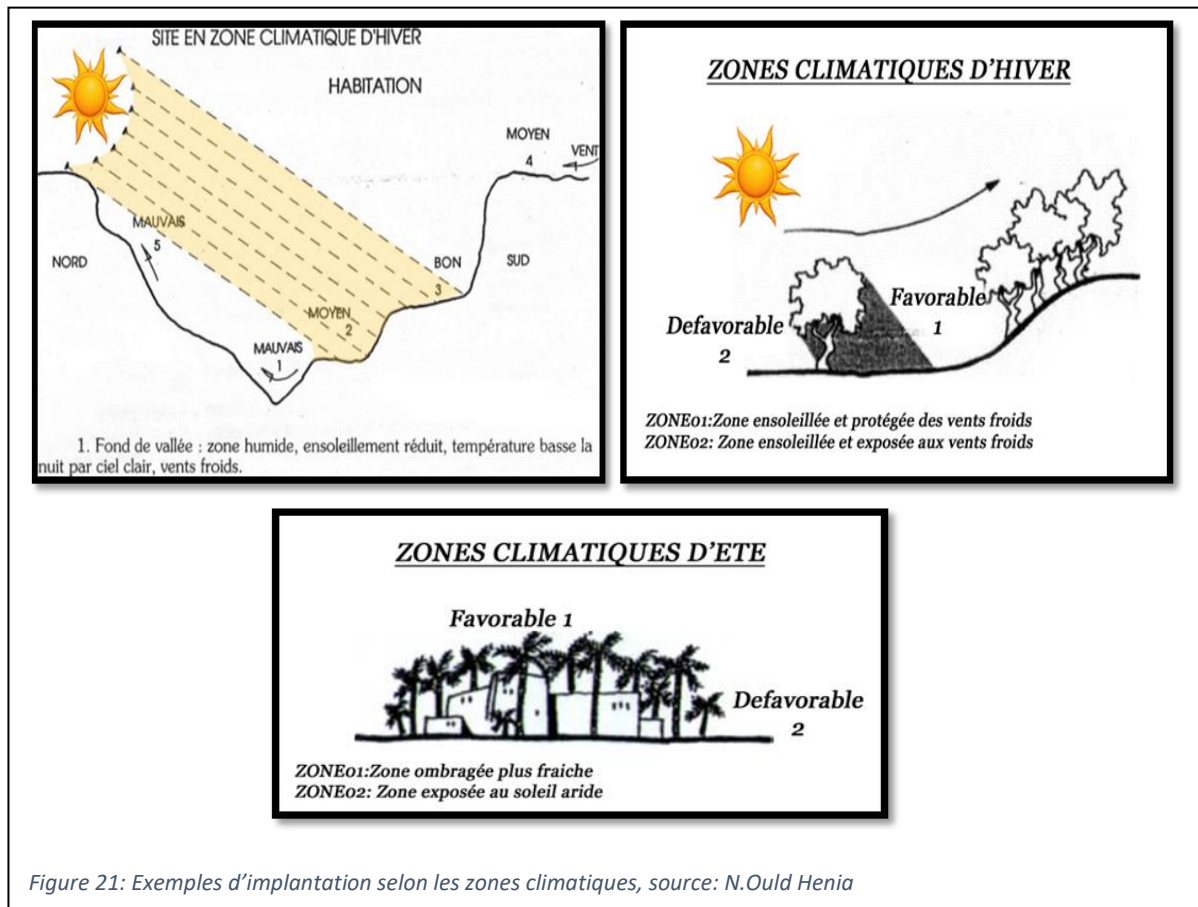 SITE EN ZONE CLIMATIQUE D'HIVER
HABITATION
MOYEN
4
VENT
MAUVAIS
5
NORD
BON
3
SUD
MOYEN
2
MAUVAIS
1
1. Fond de vallée : zone humide, ensoleillement réduit, température basse la
nuit par ciel clair, vents froids.
ZONES CLIMATIQUES D'HIVER
Favorable
1
Defavorable
2
ZONE01:Zone ensoleillée et protégée des vents froids
ZONE02: Zone ensoleillée et exposée aux vents froids
ZONES CLIMATIQUES D'ETE
Favorable 1
Defavorable
2
ZONE01:Zone ombragée plus fraiche
ZONE02: Zone exposée au soleil aride
Figure 21: Exemples d’implantation selon les zones climatiques, source: N.Ould Henia